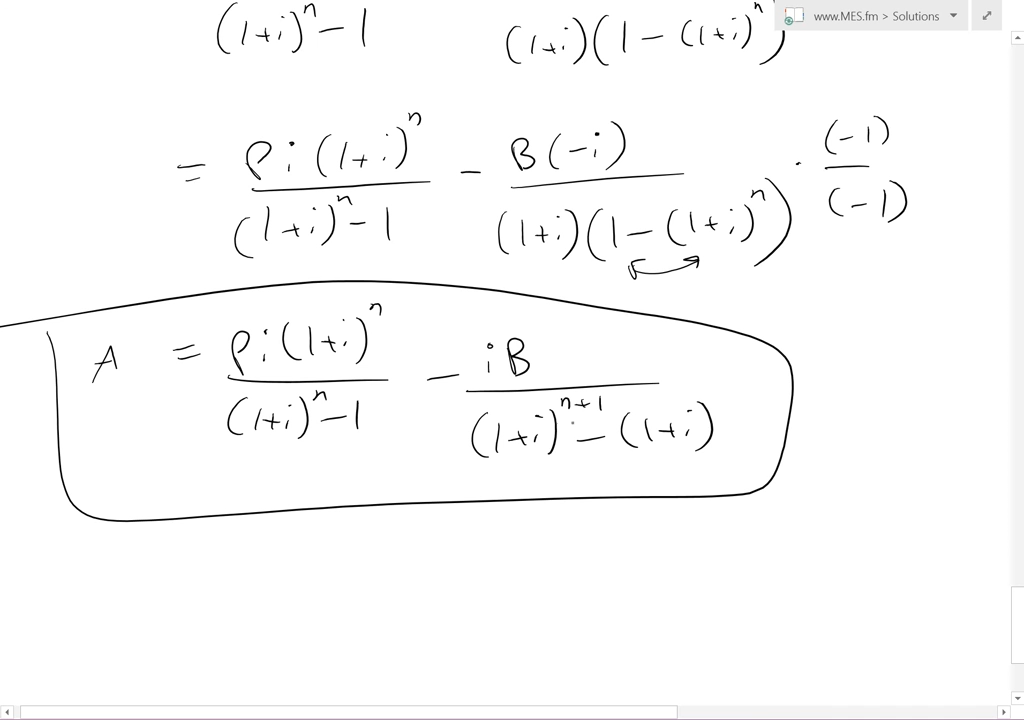 www.MES.fm > Solutions
(1+i)^n - 1    (1+i)(1 - (1+i)^n)
= Pi(1+i)^n / ((1+i)^n - 1) - B(-i) / ((1+i)(1 - (1+i)^n)) · (-1)/(-1)
A = Pi(1+i)^n / ((1+i)^n - 1) - iB / ((1+i)^(n+1) - (1+i))